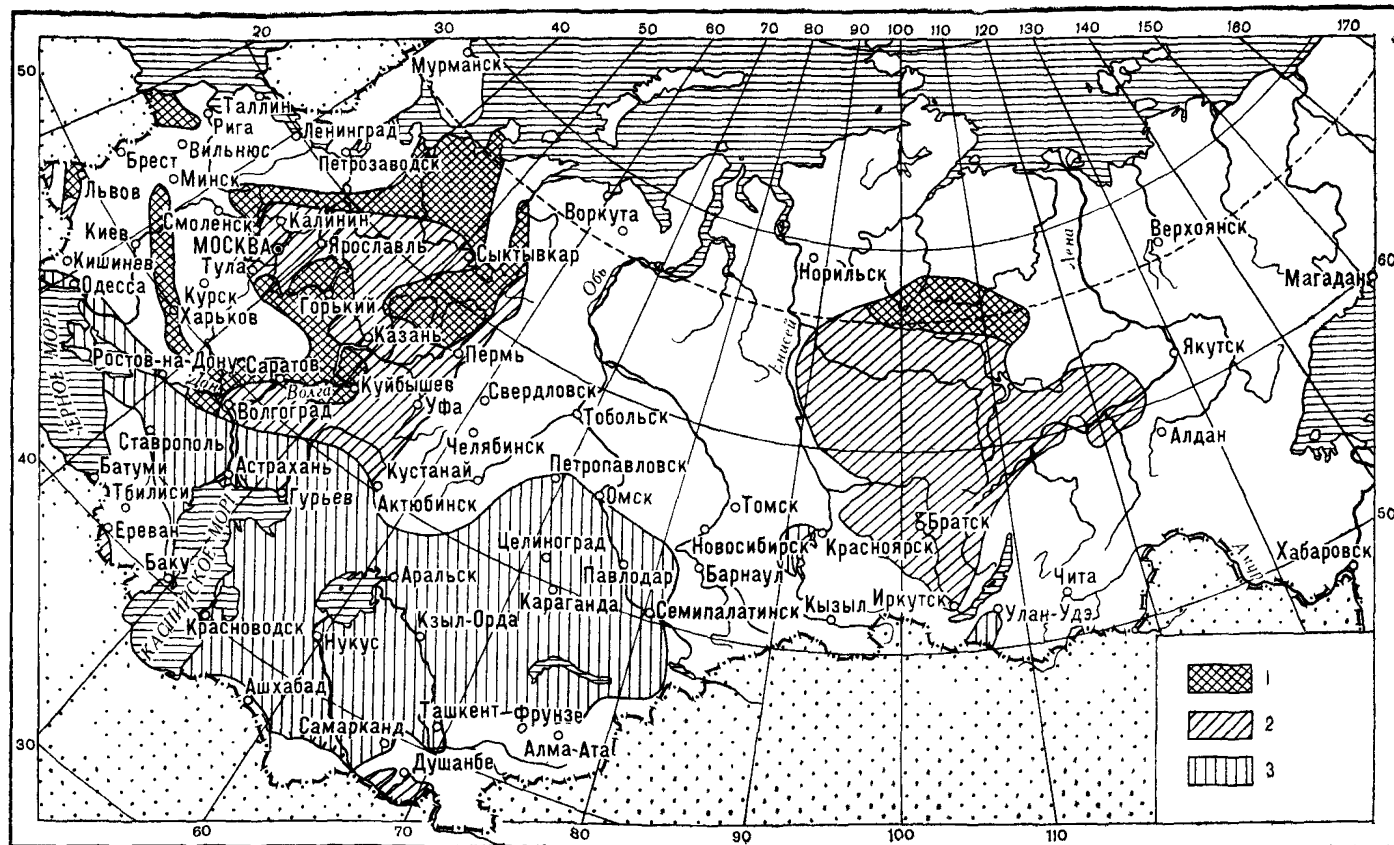 20 30 40 50 60 70 80 90 100 110 120 130 140 150 160 170
50
Мурманск
Таллин
Рига
Ленинград
Вильнюс
Петрозаводск
Брест
Минск
Львов
Воркута
Верхоянск
Смоленск
Калинин
Киев
МОСКВА
Ярославль
Сыктывкар
Лена
Кишинев
Тула
Норильск
Магадан
60
Одесса
Обь
Курск
Горький
Харьков
Енисей
Казань
ЧЕРНОЕ МОРЕ
Ростов-на-Дону
Саратов
Пермь
Якутск
Дон
Волга
Куйбышев
Свердловск
Волгоград
Уфа
Тобольск
Ставрополь
Челябинск
Алдан
40
Батуми
Астрахань
Кустанай
Петропавловск
Тбилиси
Гурьев
Актюбинск
Омск
Томск
50
Ереван
Братск
Целиноград
Новосибирск
Красноярск
Амур
Хабаровск
Баку
Аральск
Павлодар
Барнаул
Чита
КАСПИЙСКОЕ МОРЕ
Караганда
Семипалатинск
Кызыл
Иркутск
Улан-Удэ
Красноводск
Кзыл-Орда
Нукус
1
Ашхабад
Ташкент
Фрунзе
2
Самарканд
Алма-Ата
30
Душанбе
3
60 70 80 90 100 110